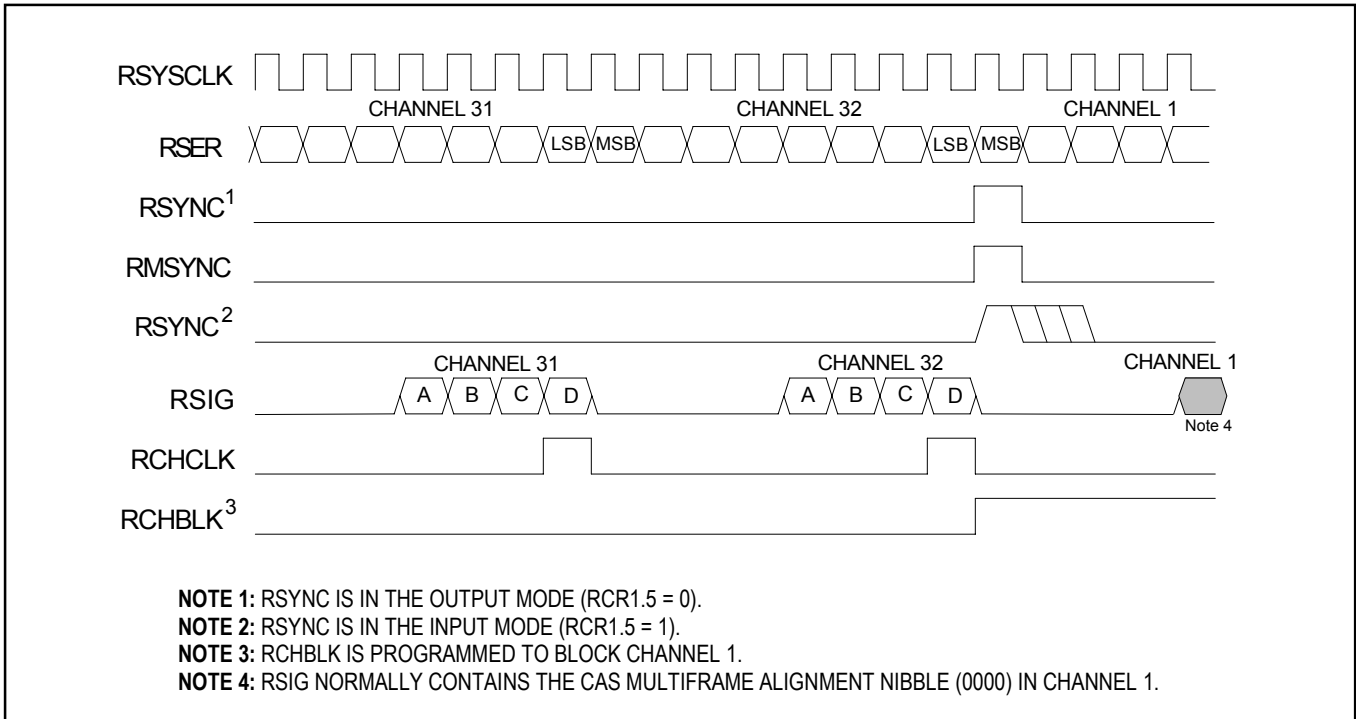 RSYSCLK
CHANNEL 31 CHANNEL 32 CHANNEL 1
RSER LSB MSB LSB MSB
RSYNC1
RMSYNC
RSYNC2
CHANNEL 31 CHANNEL 32 CHANNEL 1
RSIG A B C D A B C D
Note 4
RCHCLK
RCHBLK3
NOTE 1: RSYNC IS IN THE OUTPUT MODE (RCR1.5 = 0).
NOTE 2: RSYNC IS IN THE INPUT MODE (RCR1.5 = 1).
NOTE 3: RCHBLK IS PROGRAMMED TO BLOCK CHANNEL 1.
NOTE 4: RSIG NORMALLY CONTAINS THE CAS MULTIFRAME ALIGNMENT NIBBLE (0000) IN CHANNEL 1.